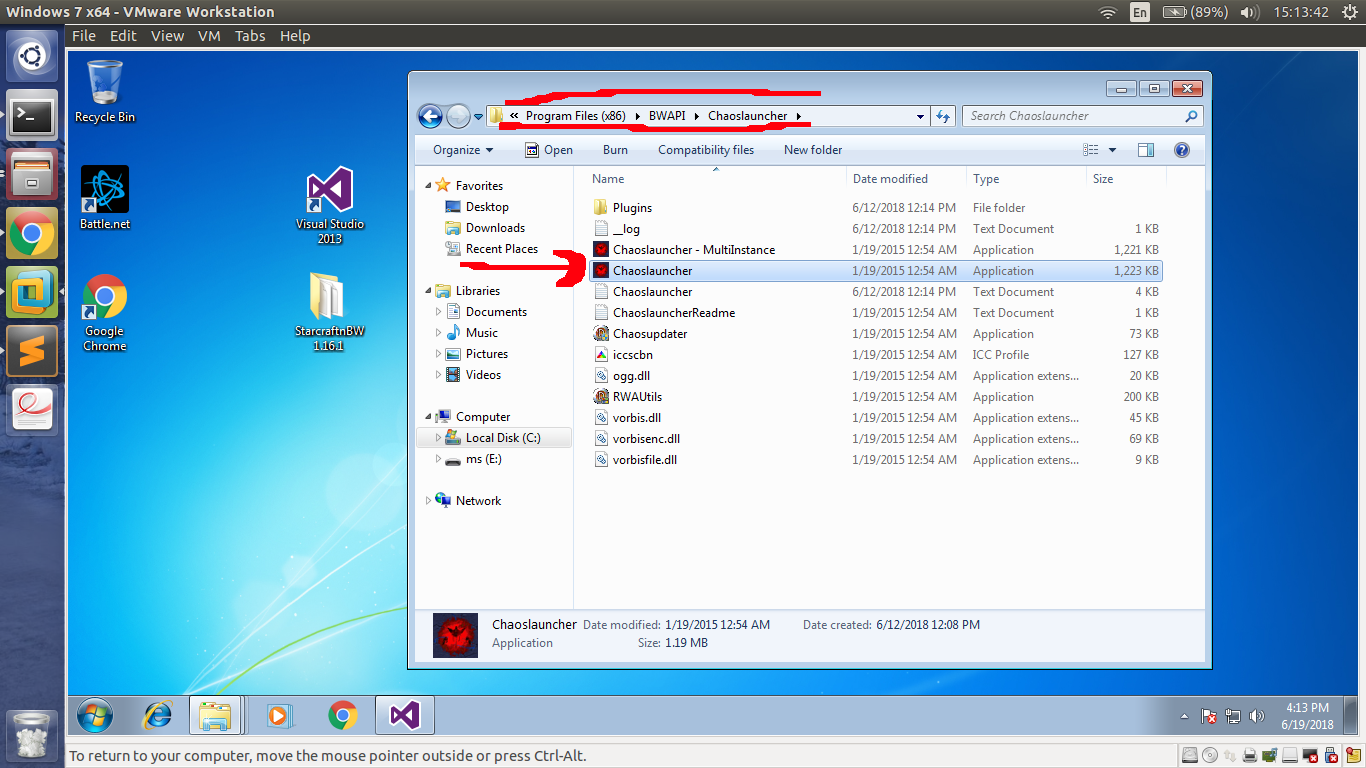 Windows 7 x64 - VMware Workstation
En
(89%)
15:13:42
File Edit View VM Tabs Help
Recycle Bin
Battle.net
Visual Studio
2013
Google
Chrome
StarcraftnBW
1.16.1
« Program Files (x86) BWAPI Chaoslauncher
Search Chaoslauncher
Organize Open Burn Compatibility files New folder
Favorites
Desktop
Downloads
Recent Places
Libraries
Documents
Music
Pictures
Videos
Computer
Local Disk (C:)
ms (E:)
Network
Name Date modified Type Size
Plugins 6/12/2018 12:14 PM File folder
__log 6/12/2018 12:14 PM Text Document 1 KB
Chaoslauncher - MultiInstance 1/19/2015 12:54 AM Application 1,221 KB
Chaoslauncher 1/19/2015 12:54 AM Application 1,223 KB
Chaoslauncher 6/12/2018 12:14 PM Text Document 4 KB
ChaoslauncherReadme 1/19/2015 12:54 AM Text Document 1 KB
Chaosupdater 1/19/2015 12:54 AM Application 73 KB
iccscbn 1/19/2015 12:54 AM ICC Profile 127 KB
ogg.dll 1/19/2015 12:54 AM Application extens... 20 KB
RWAUtils 1/19/2015 12:54 AM Application 200 KB
vorbis.dll 1/19/2015 12:54 AM Application extens... 45 KB
vorbisenc.dll 1/19/2015 12:54 AM Application extens... 69 KB
vorbisfile.dll 1/19/2015 12:54 AM Application extens... 9 KB
Chaoslauncher Date modified: 1/19/2015 12:54 AM Date created: 6/12/2018 12:08 PM
Application Size: 1.19 MB
4:13 PM
6/19/2018
To return to your computer, move the mouse pointer outside or press Ctrl-Alt.